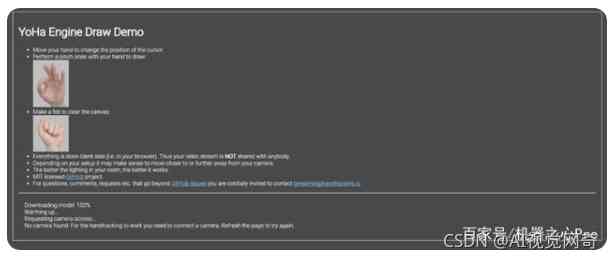 YoHa Engine Draw Demo
Move your hand to change the position of the cursor.
Perform a pinch pose with your hand to draw.
Make a fist to clear the canvas.
Everything is done client side (i.e. in your browser). Thus your video stream is NOT shared with anybody.
Depending on your setup it may make sense to move closer to or further away from your camera.
The better the lighting in your room, the better it works.
MIT licensed GitHub project.
For questions, comments, requests etc. that go beyond GitHub issues you are cordially invited to contact
Downloading model: 100%
Warming up...
Requesting camera access...
No camera found. For the handtracking to work you need to connect a camera. Refresh the page to try again.
百家号/机器之心Pro
CSDN @AI视觉网奇